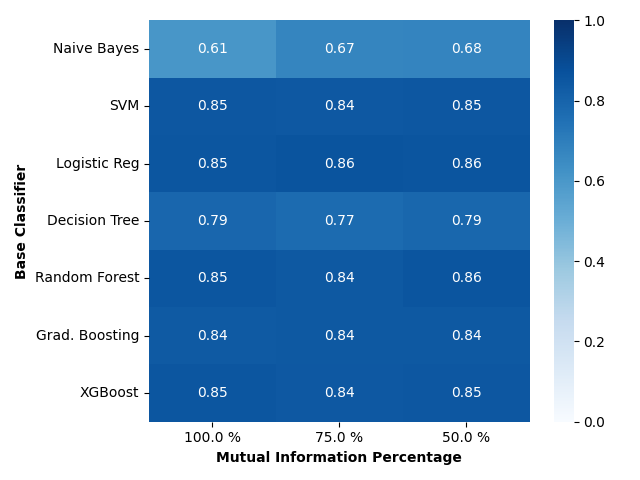 Naive Bayes 0.61 0.67 0.68
SVM 0.85 0.84 0.85
Logistic Reg 0.85 0.86 0.86
Decision Tree 0.79 0.77 0.79
Random Forest 0.85 0.84 0.86
Grad. Boosting 0.84 0.84 0.84
XGBoost 0.85 0.84 0.85
100.0 % 75.0 % 50.0 %
Mutual Information Percentage
Base Classifier
1.0
0.8
0.6
0.4
0.2
0.0